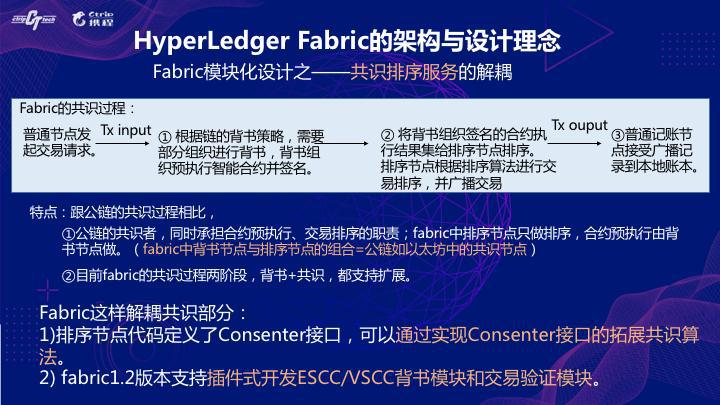 ctrip tech
Ctrip
携程
HyperLedger Fabric的架构与设计理念
Fabric模块化设计之——共识排序服务的解耦
Fabric的共识过程：
普通节点发
起交易请求。
Tx input
① 根据链的背书策略，需要
部分组织进行背书，背书组
织预执行智能合约并签名。
② 将背书组织签名的合约执
行结果集给排序节点排序。
排序节点根据排序算法进行交
易排序，并广播交易
Tx ouput
③普通记账节
点接受广播记
录到本地账本。
特点：跟公链的共识过程相比，
①公链的共识者，同时承担合约预执行、交易排序的职责；fabric中排序节点只做排序，合约预执行由背
书节点做。（fabric中背书节点与排序节点的组合=公链如以太坊中的共识节点）
②目前fabric的共识过程两阶段，背书+共识，都支持扩展。
Fabric这样解耦共识部分：
1)排序节点代码定义了Consenter接口，可以通过实现Consenter接口的拓展共识算
法。
2) fabric1.2版本支持插件式开发ESCC/VSCC背书模块和交易验证模块。